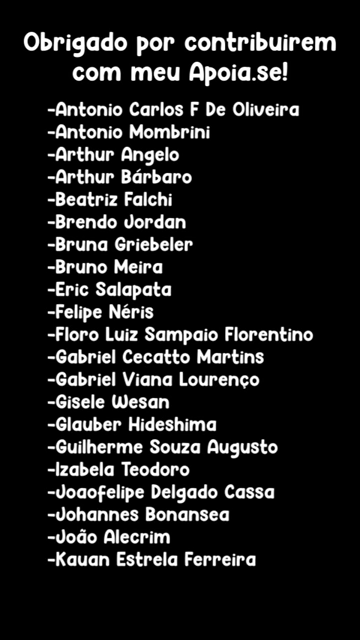 Obrigado por contribuirem
com meu Apoia.se!
-Antonio Carlos F De Oliveira
-Antonio Mombrini
-Arthur Angelo
-Arthur Bárbaro
-Beatriz Falchi
-Brendo Jordan
-Bruna Griebeler
-Bruno Meira
-Eric Salapata
-Felipe Néris
-Floro Luiz Sampaio Florentino
-Gabriel Cecatto Martins
-Gabriel Viana Lourenço
-Gisele Wesan
-Glauber Hideshima
-Guilherme Souza Augusto
-Izabela Teodoro
-Joaofelipe Delgado Cassa
-Johannes Bonansea
-João Alecrim
-Kauan Estrela Ferreira